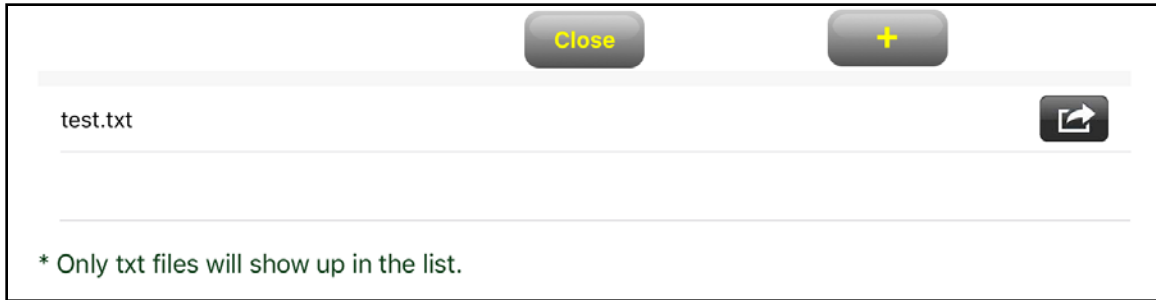 Close +
test.txt
* Only txt files will show up in the list.